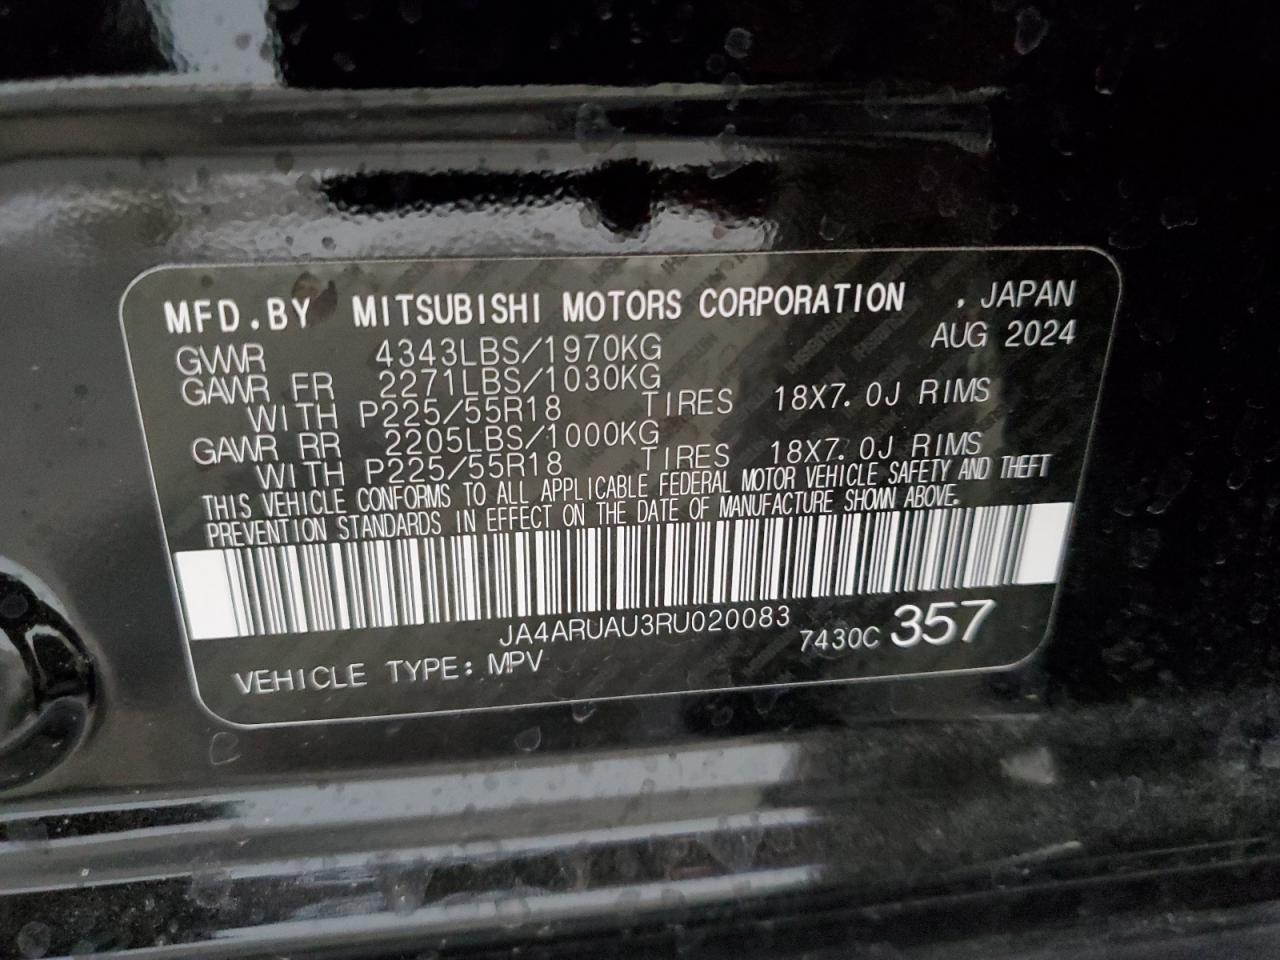 MFD.BY MITSUBISHI MOTORS CORPORATION , JAPAN
GVWR 4343LBS/1970KG AUG 2024
GAWR FR 2271LBS/1030KG
WITH P225/55R18 TIRES 18X7.0J RIMS
GAWR RR 2205LBS/1000KG
WITH P225/55R18 TIRES 18X7.0J RIMS
THIS VEHICLE CONFORMS TO ALL APPLICABLE FEDERAL MOTOR VEHICLE SAFETY AND THEFT
PREVENTION STANDARDS IN EFFECT ON THE DATE OF MANUFACTURE SHOWN ABOVE.
JA4ARUAU3RU020083
7430C 357
VEHICLE TYPE: MPV